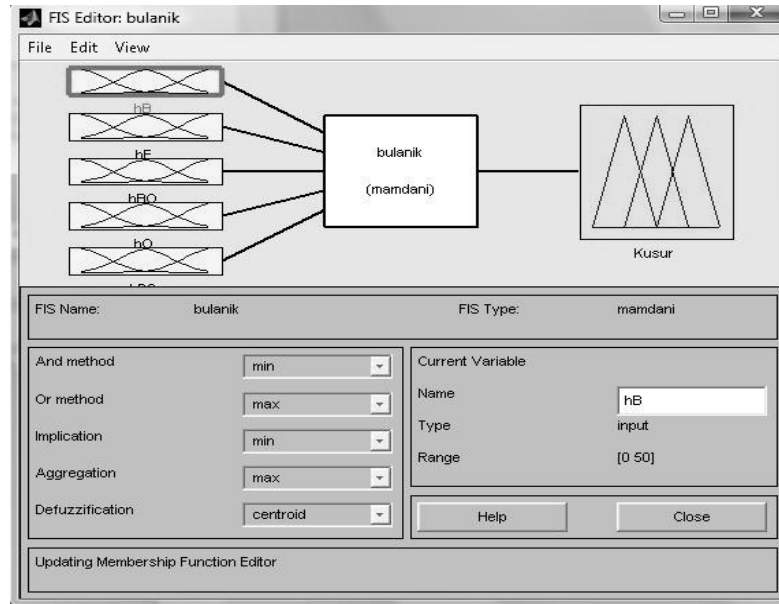 FIS Editor: bulanik
File Edit View
hB
hE
hBO
hO
bulanik
(mamdani)
Kusur
FIS Name: bulanik FIS Type: mamdani
And method min
Or method max
Implication min
Aggregation max
Defuzzification centroid
Current Variable
Name hB
Type input
Range [0 50]
Help Close
Updating Membership Function Editor